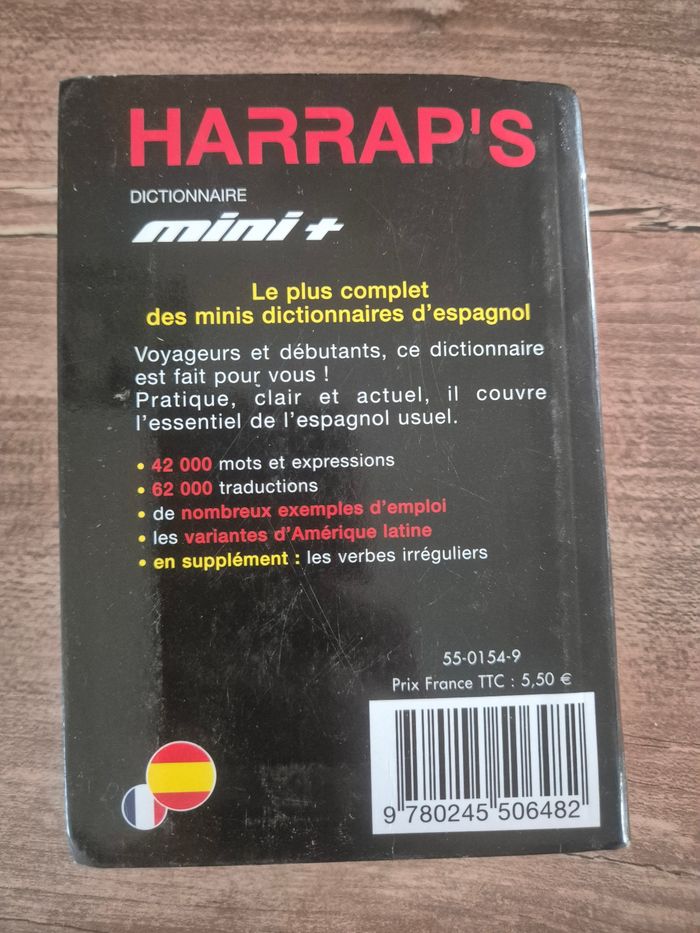 HARRAP'S
DICTIONNAIRE
mini+
Le plus complet
des minis dictionnaires d'espagnol
Voyageurs et débutants, ce dictionnaire
est fait pour vous !
Pratique, clair et actuel, il couvre
l'essentiel de l'espagnol usuel.
• 42 000 mots et expressions
• 62 000 traductions
• de nombreux exemples d'emploi
• les variantes d'Amérique latine
• en supplément : les verbes irréguliers
55-0154-9
Prix France TTC : 5,50 €
9 780245 506482